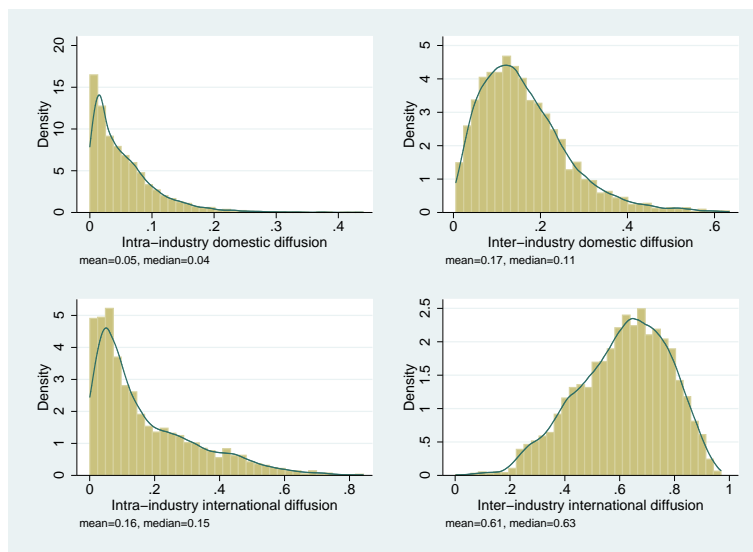 Density
20
15
10
5
0
0 .1 .2 .3 .4
Intra−industry domestic diffusion
mean=0.05, median=0.04
Density
5
4
3
2
1
0
0 .2 .4 .6
Inter−industry domestic diffusion
mean=0.17, median=0.11
Density
5
4
3
2
1
0
0 .2 .4 .6 .8
Intra−industry international diffusion
mean=0.16, median=0.15
Density
2.5
2
1.5
1
.5
0
0 .2 .4 .6 .8 1
Inter−industry international diffusion
mean=0.61, median=0.63